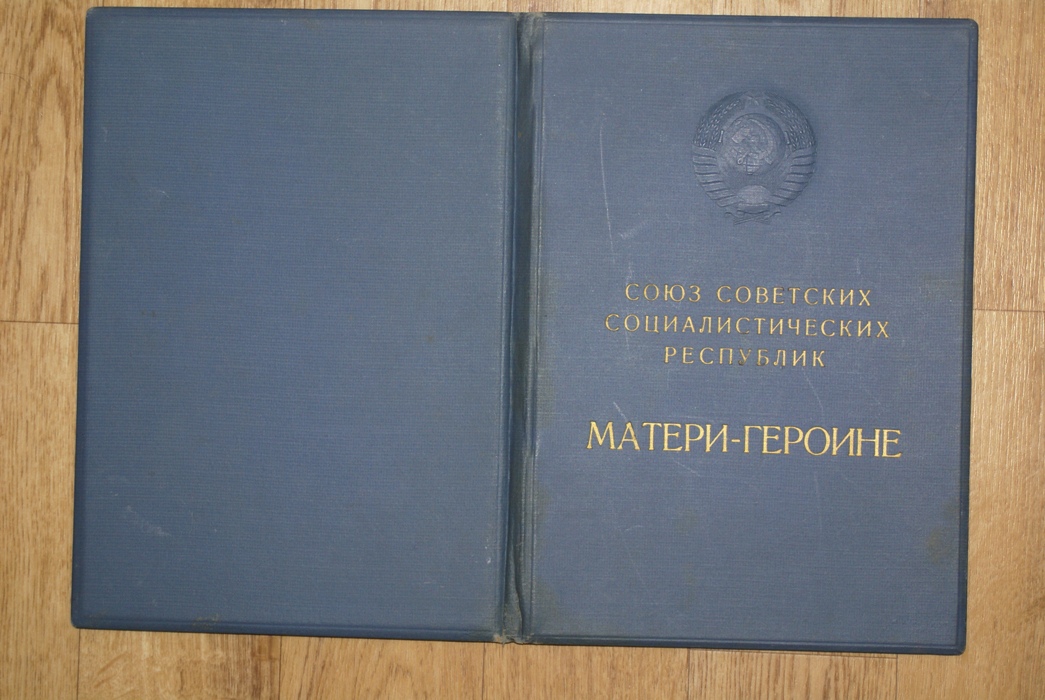 СОЮЗ СОВЕТСКИХ
СОЦИАЛИСТИЧЕСКИХ
РЕСПУБЛИК
МАТЕРИ-ГЕРОИНЕ